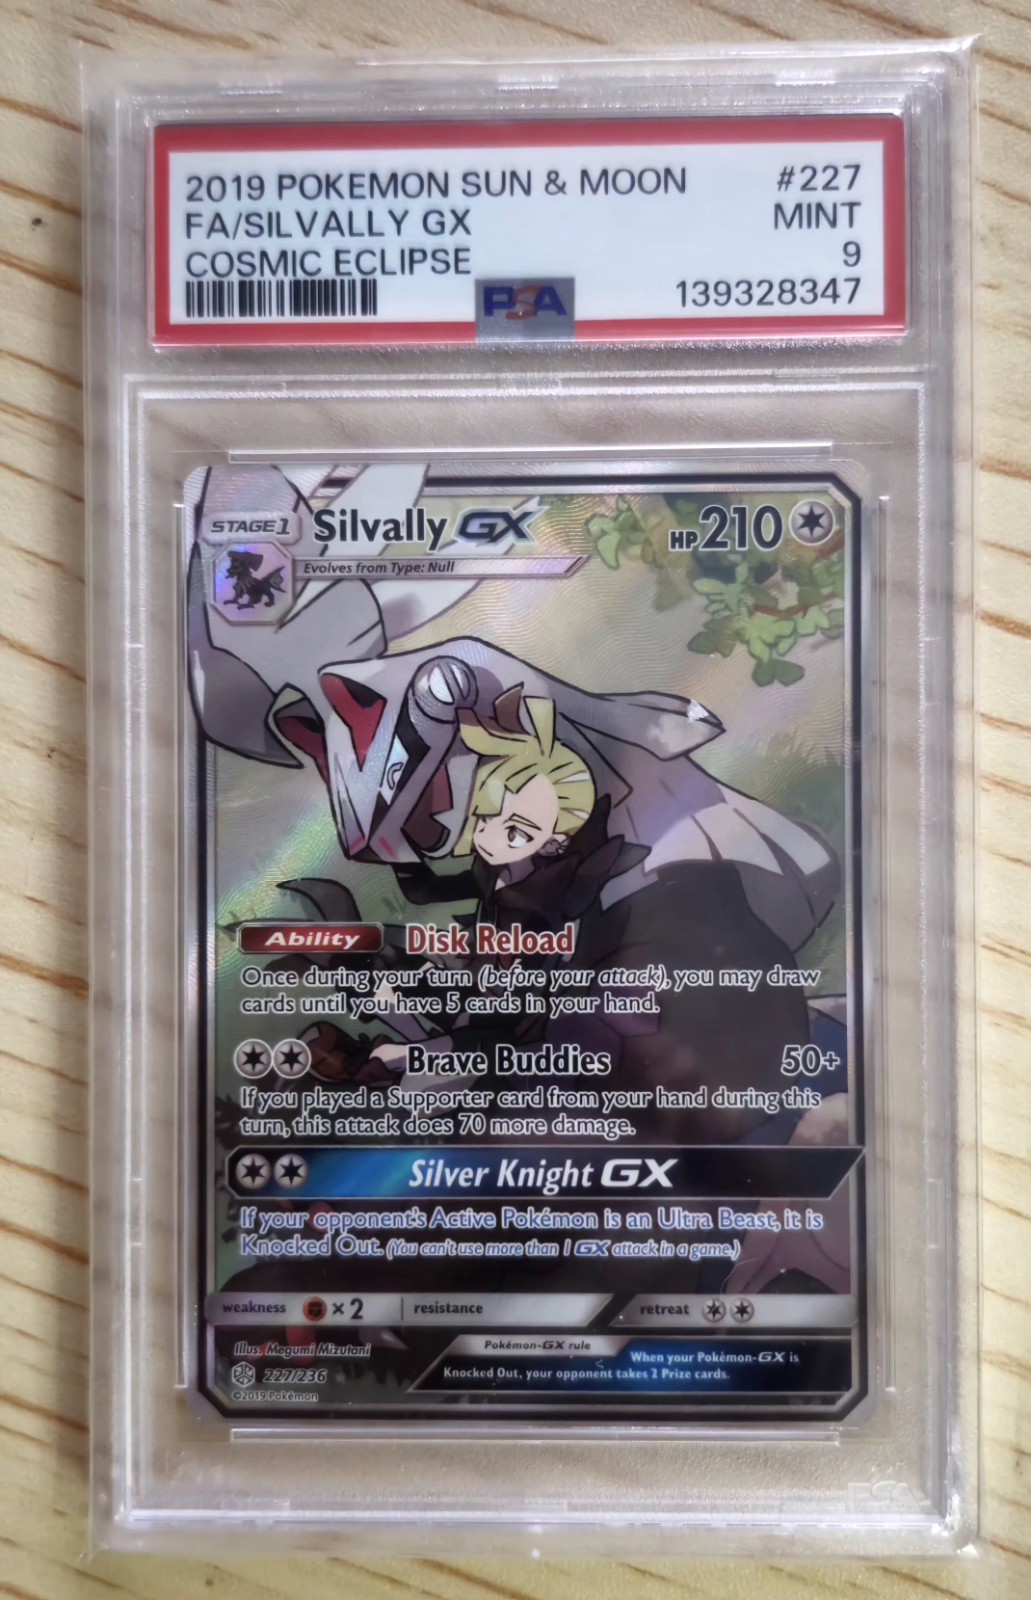 2019 POKEMON SUN & MOON #227
FA/SILVALLY GX MINT
COSMIC ECLIPSE 9
PSA 139328347
STAGE 1 Silvally GX HP 210
Evolves from Type: Null
Ability Disk Reload
Once during your turn (before your attack), you may draw
cards until you have 5 cards in your hand.
Brave Buddies 50+
If you played a Supporter card from your hand during this
turn, this attack does 70 more damage.
Silver Knight GX
If your opponent's Active Pokémon is an Ultra Beast, it is
Knocked Out. (You can't use more than 1 GX attack in a game.)
weakness ×2 resistance retreat
Illus. Megumi Mizutani
Pokémon-GX rule
When your Pokémon-GX is
Knocked Out, your opponent takes 2 Prize cards.
227/236
©2019 Pokémon
PSA